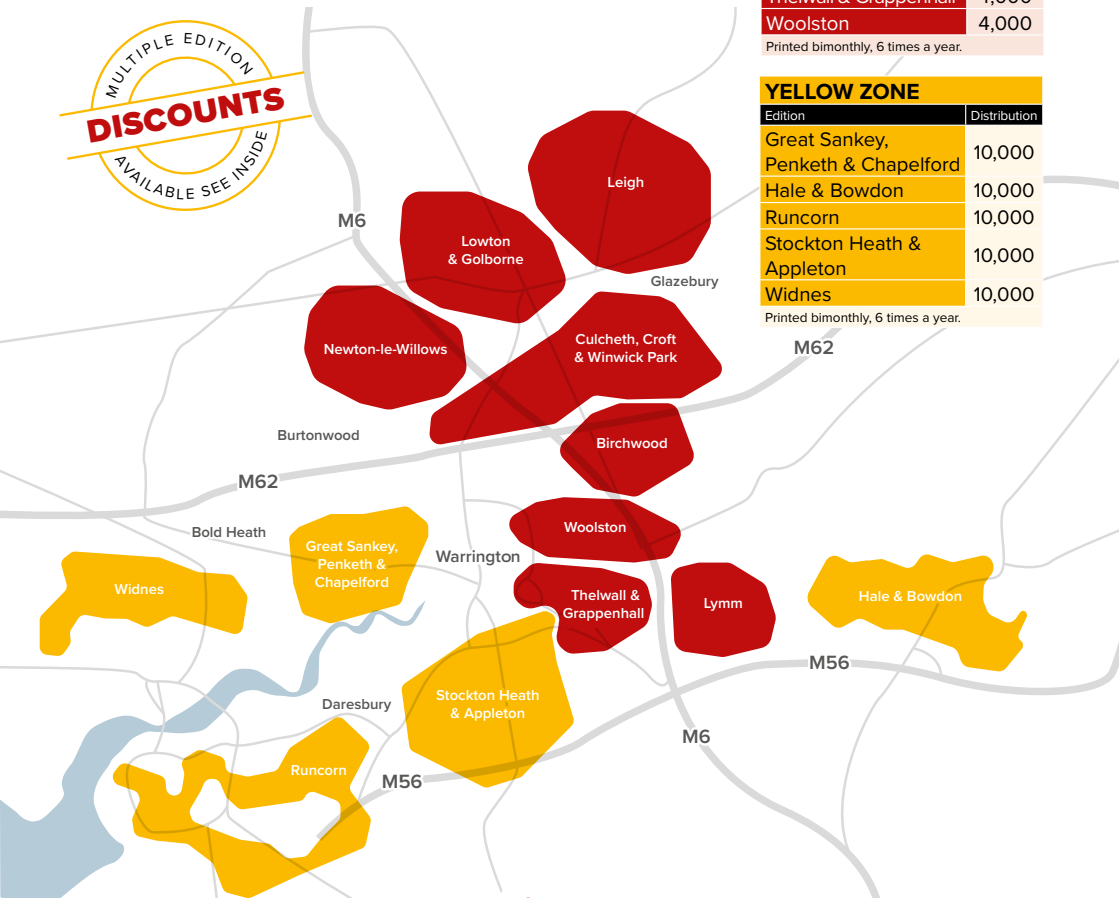 MULTIPLE EDITION
DISCOUNTS
AVAILABLE SEE INSIDE
Thelwall & Grappenhall 4,000
Woolston 4,000
Printed bimonthly, 6 times a year.
YELLOW ZONE
Edition Distribution
Great Sankey,
Penketh & Chapelford 10,000
Hale & Bowdon 10,000
Runcorn 10,000
Stockton Heath &
Appleton 10,000
Widnes 10,000
Printed bimonthly, 6 times a year.
Leigh
M6
Lowton
& Golborne
Glazebury
Newton-le-Willows
Culcheth, Croft
& Winwick Park
M62
Burtonwood
Birchwood
M62
Bold Heath
Woolston
Great Sankey,
Penketh &
Chapelford
Warrington
Widnes
Thelwall &
Grappenhall
Lymm
Hale & Bowdon
M56
Daresbury
Stockton Heath
& Appleton
M6
Runcorn
M56